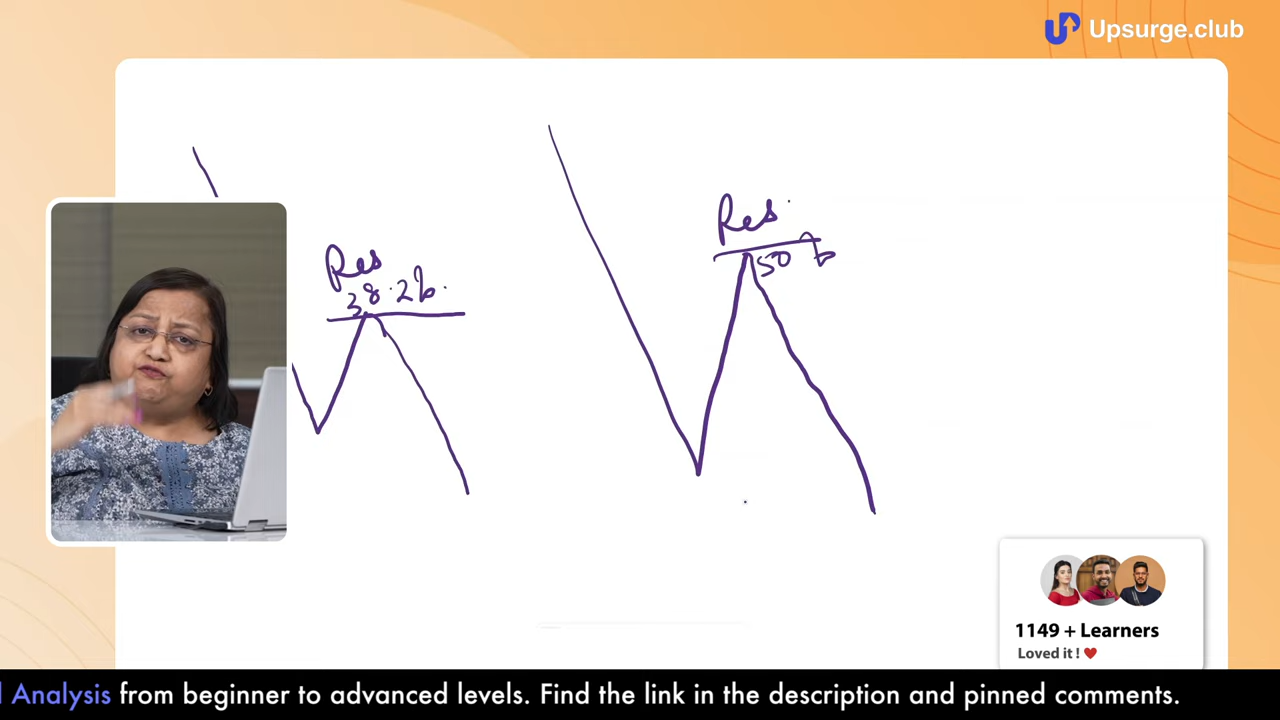 Upsurge.club
Res.
50 %
Res
38.2%.
1149 + Learners
Loved it !
Analysis from beginner to advanced levels. Find the link in the description and pinned comments.